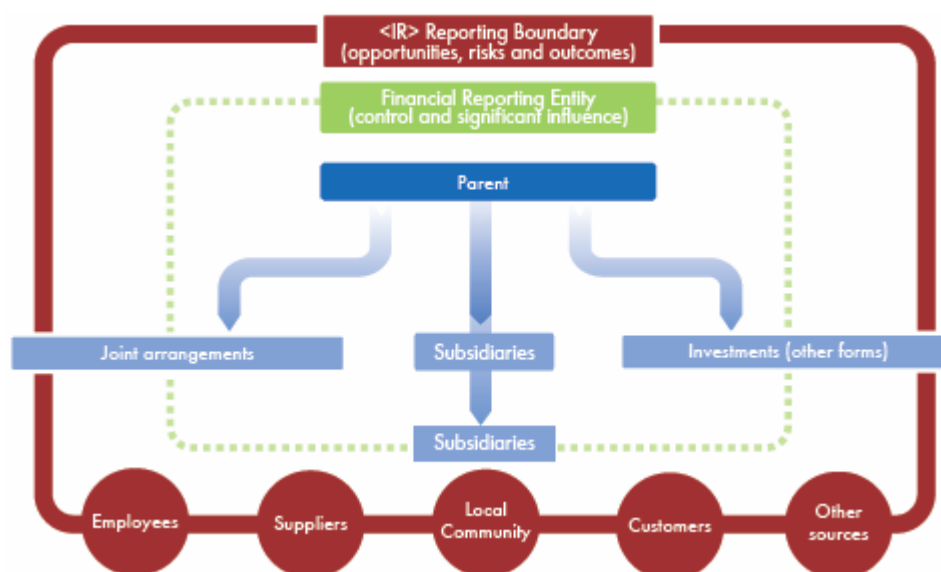 <IR> Reporting Boundary
(opportunities, risks and outcomes)
Financial Reporting Entity
(control and significant influence)
Parent
Joint arrangements
Subsidiaries
Investments (other forms)
Subsidiaries
Employees
Suppliers
Local
Community
Customers
Other
sources